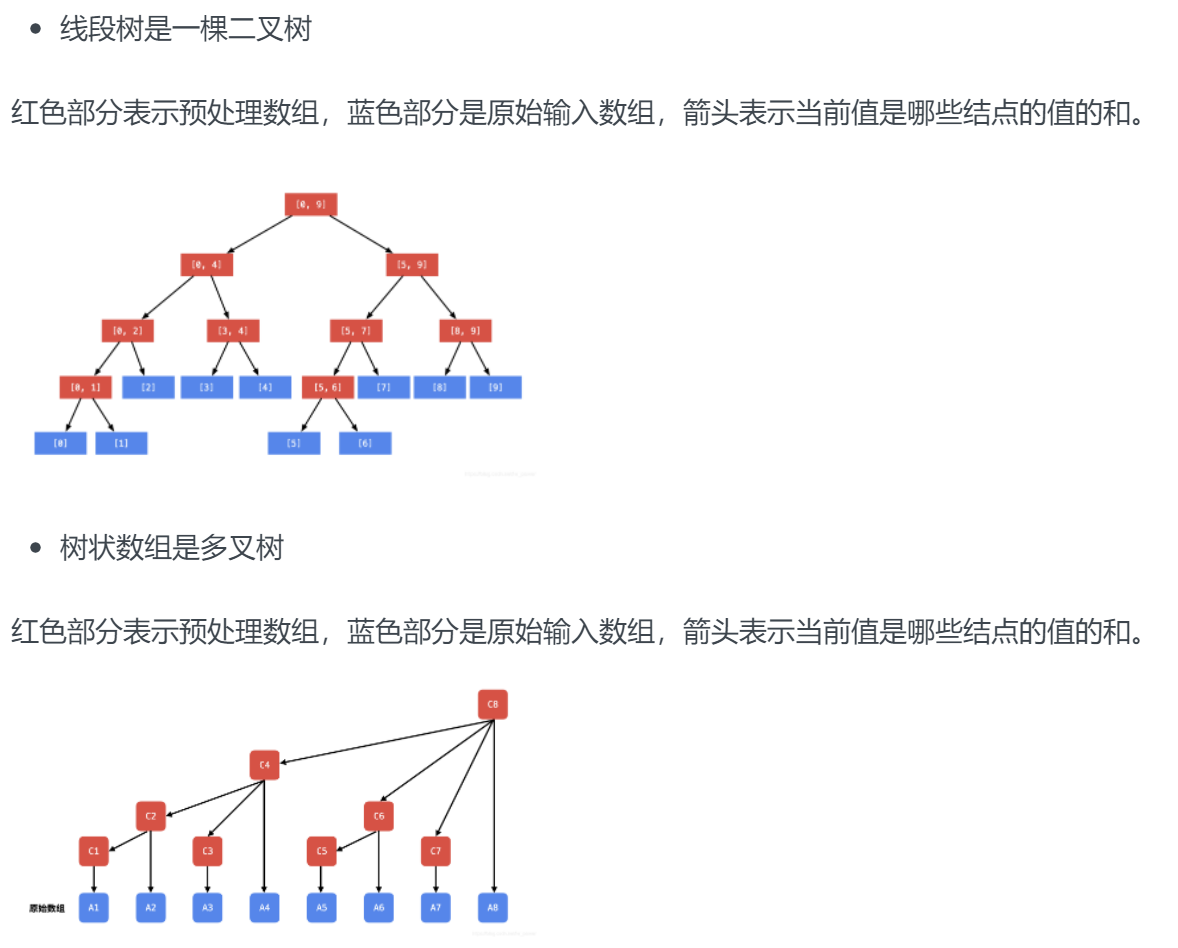 线段树是一棵二叉树
红色部分表示预处理数组，蓝色部分是原始输入数组，箭头表示当前值是哪些结点的值的和。
[0, 9]
[0, 4] [5, 9]
[0, 2] [3, 4] [5, 7] [8, 9]
[0, 1] [2] [3] [4] [5,6] [7] [8] [9]
[0] [1] [5] [6]
树状数组是多叉树
红色部分表示预处理数组，蓝色部分是原始输入数组，箭头表示当前值是哪些结点的值的和。
C8
C4
C2 C6
C1 C3 C5 C7
原始数组 A1 A2 A3 A4 A5 A6 A7 A8